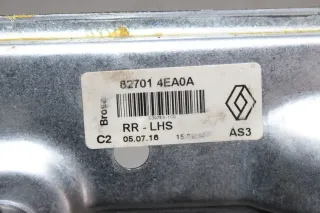 82701 4EA0A
Brose
RR - LHS
C2 05.07.16 AS3